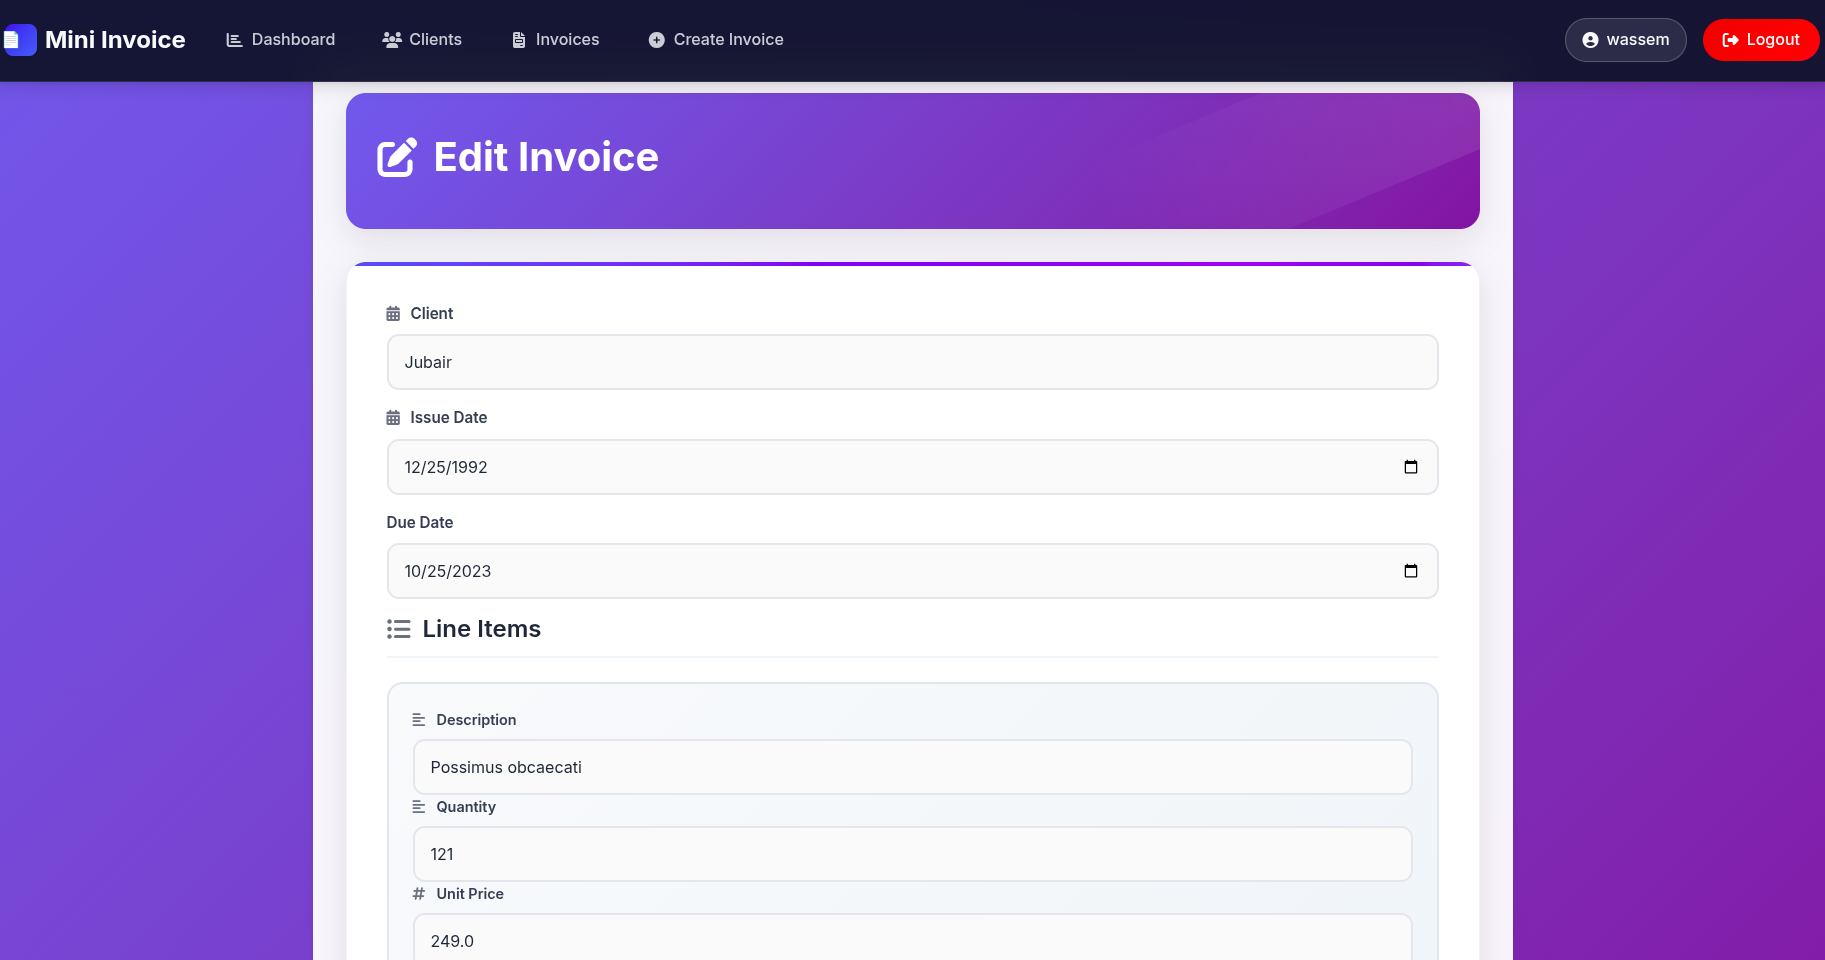 Mini Invoice Dashboard Clients Invoices Create Invoice wassem Logout
Edit Invoice
Client
Jubair
Issue Date
12/25/1992
Due Date
10/25/2023
Line Items
Description
Possimus obcaecati
Quantity
121
Unit Price
249.0